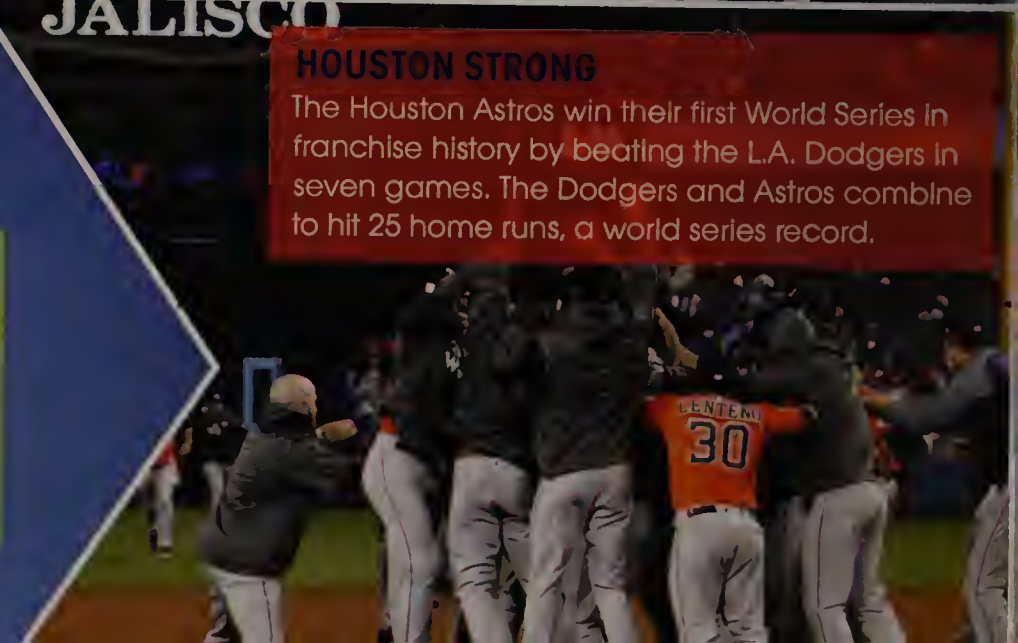 JALISCO
HOUSTON STRONG
The Houston Astros win their first World Series in
franchise history by beating the L.A. Dodgers in
seven games. The Dodgers and Astros combine
to hit 25 home runs, a world series record.
CENTENO
30